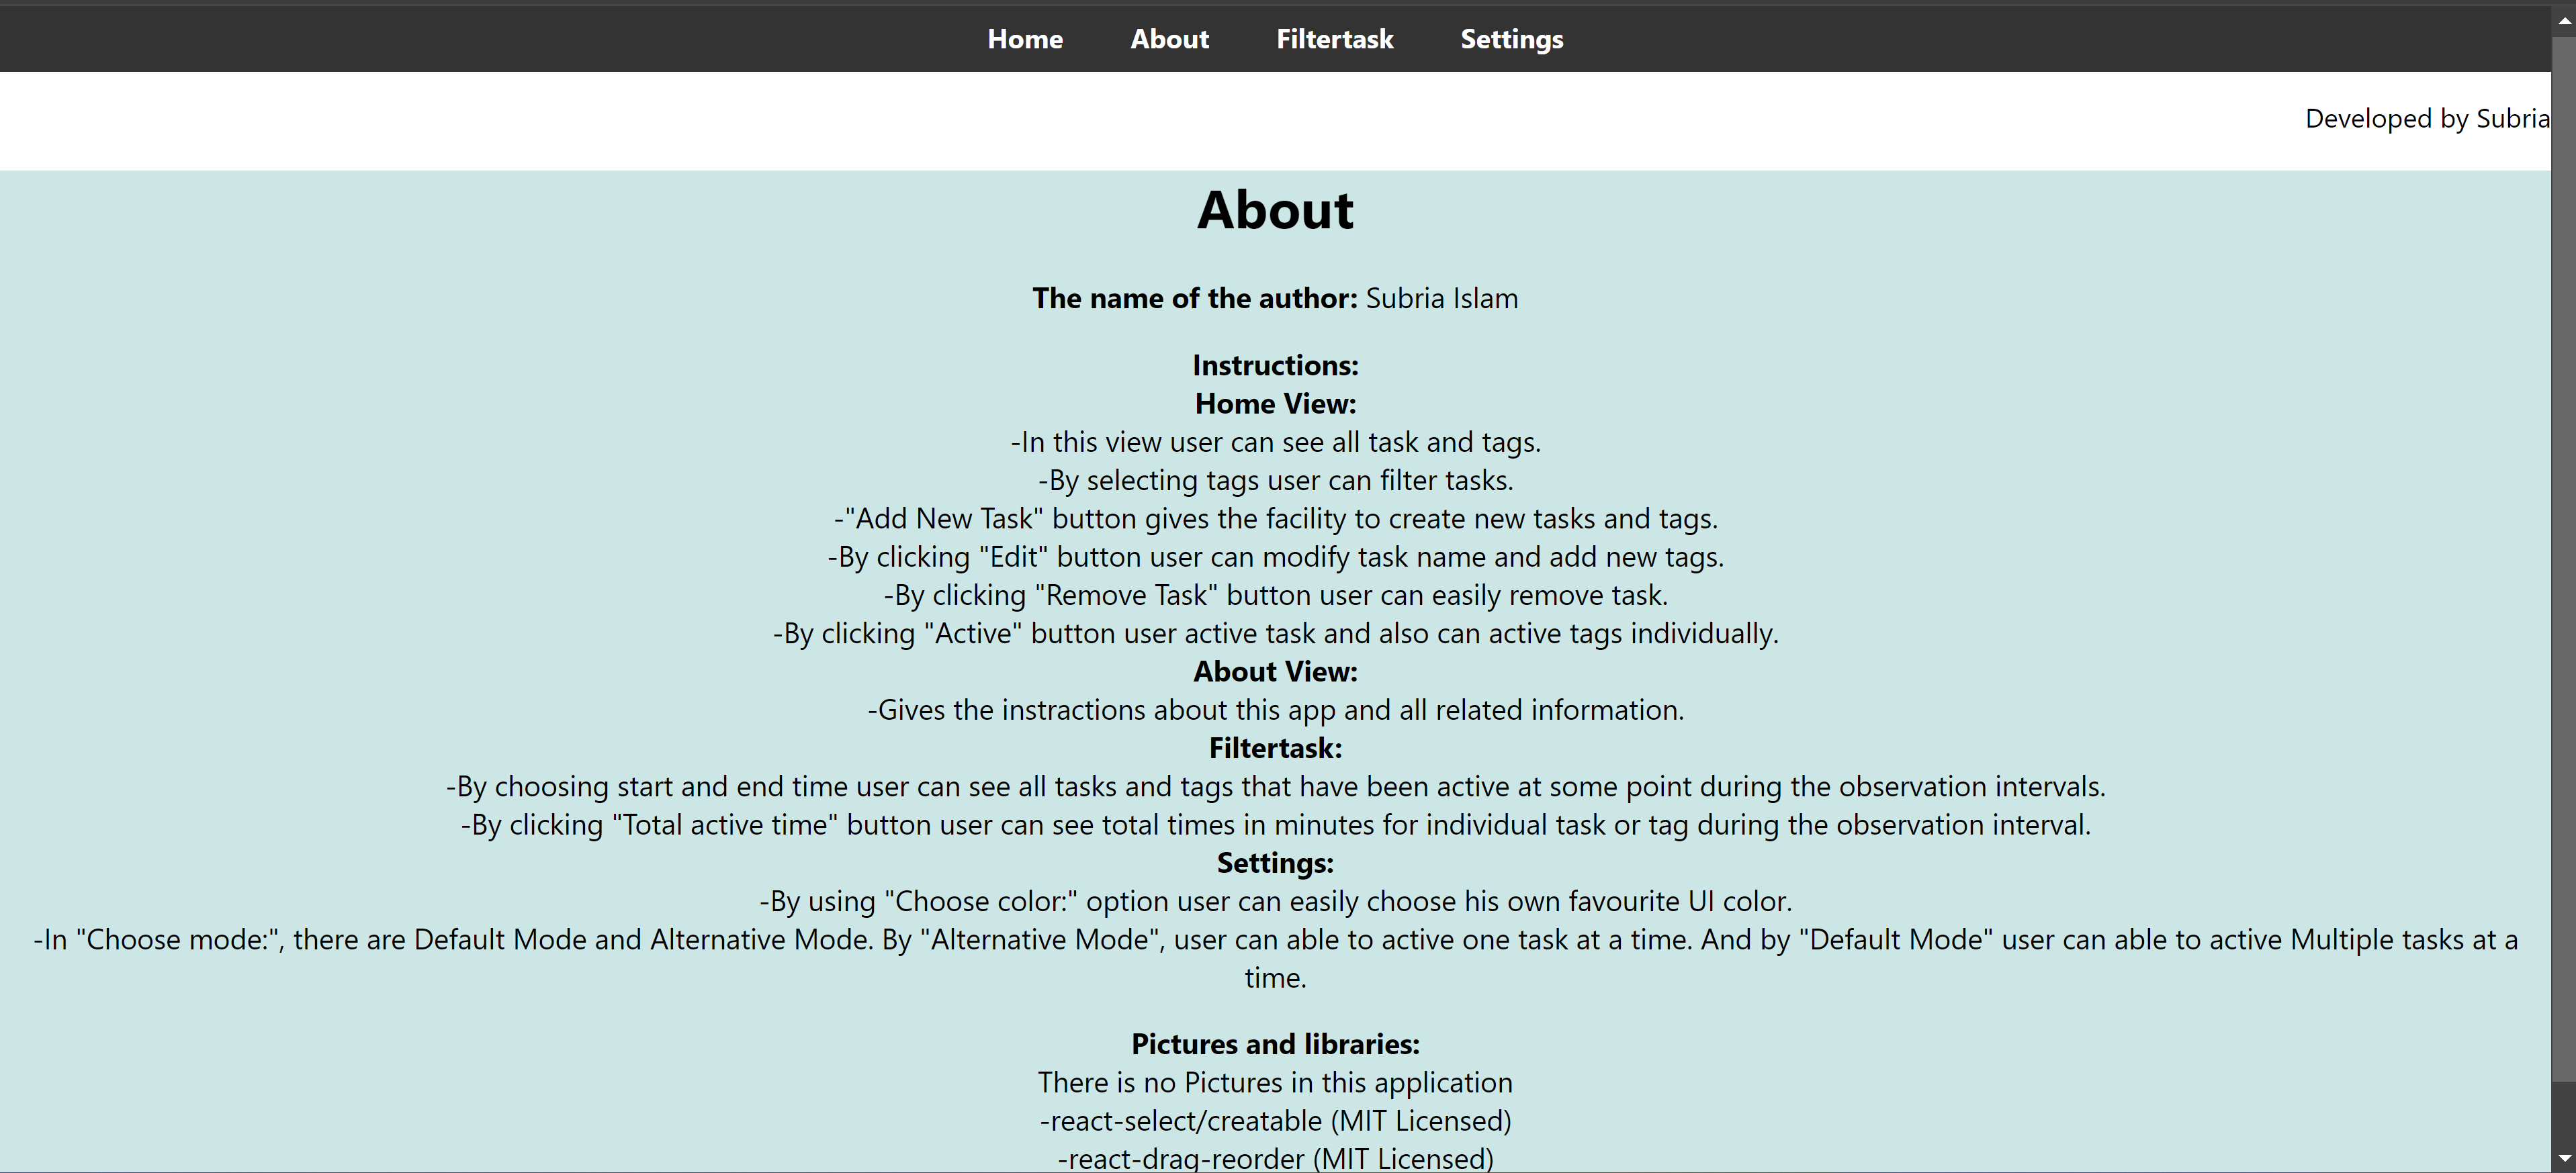 Home About Filtertask Settings
Developed by Subria
About
The name of the author: Subria Islam
Instructions:
Home View:
-In this view user can see all task and tags.
-By selecting tags user can filter tasks.
-"Add New Task" button gives the facility to create new tasks and tags.
-By clicking "Edit" button user can modify task name and add new tags.
-By clicking "Remove Task" button user can easily remove task.
-By clicking "Active" button user active task and also can active tags individually.
About View:
-Gives the instractions about this app and all related information.
Filtertask:
-By choosing start and end time user can see all tasks and tags that have been active at some point during the observation intervals.
-By clicking "Total active time" button user can see total times in minutes for individual task or tag during the observation interval.
Settings:
-By using "Choose color:" option user can easily choose his own favourite UI color.
-In "Choose mode:", there are Default Mode and Alternative Mode. By "Alternative Mode", user can able to active one task at a time. And by "Default Mode" user can able to active Multiple tasks at a
time.
Pictures and libraries:
There is no Pictures in this application
-react-select/creatable (MIT Licensed)
-react-drag-reorder (MIT Licensed)